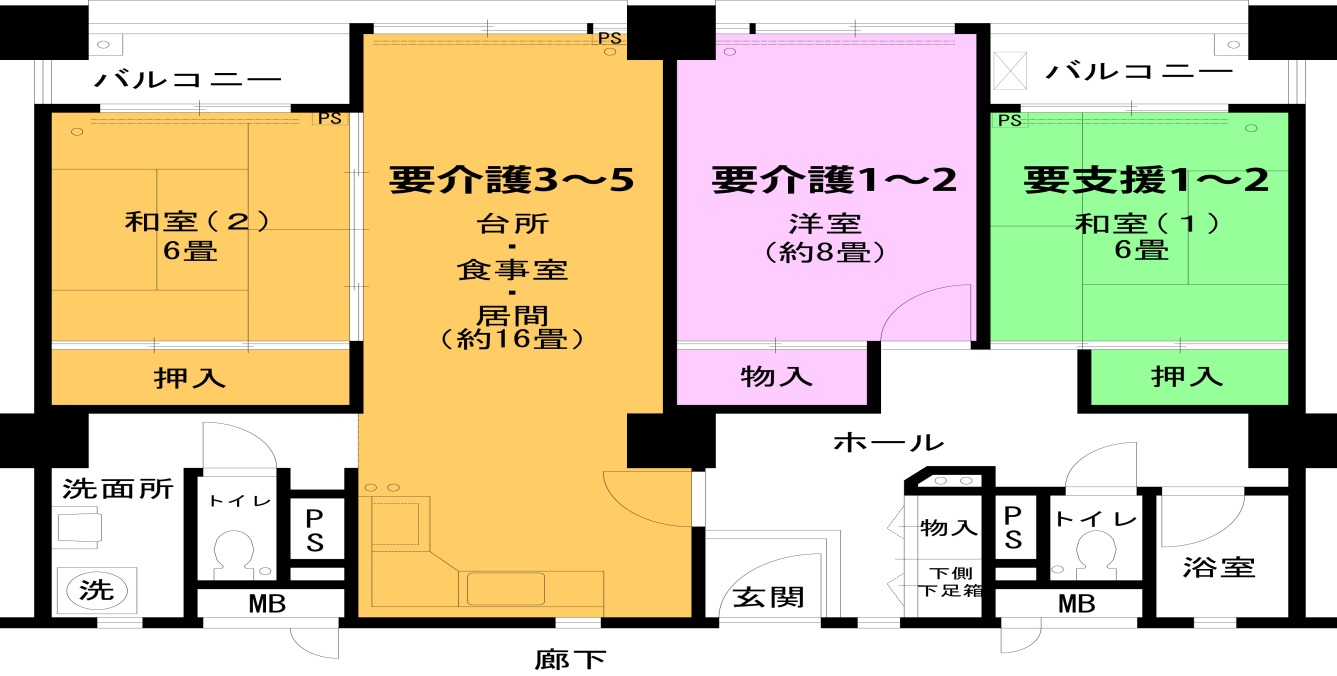 PS
バルコニー
バルコニー
PS
PS
要介護3～5
要介護1～2
要支援1～2
和室（2）
6畳
台所
・
食事室
・
居間
（約16畳）
洋室
（約8畳）
和室（1）
6畳
押入
物入
押入
ホール
洗面所
トイレ
PS
物入
PS
トイレ
浴室
洗
MB
玄関
下側
下足箱
MB
廊下